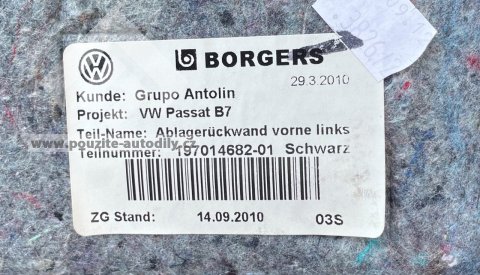 BORGERS
29.3.2010
Kunde: Grupo Antolin
Projekt: VW Passat B7
Teil-Name: Ablagerückwand vorne links
www.pouzite-autodily.cz
Teilnummer: 197014682-01 Schwarz
ZG Stand: 14.09.2010 03S